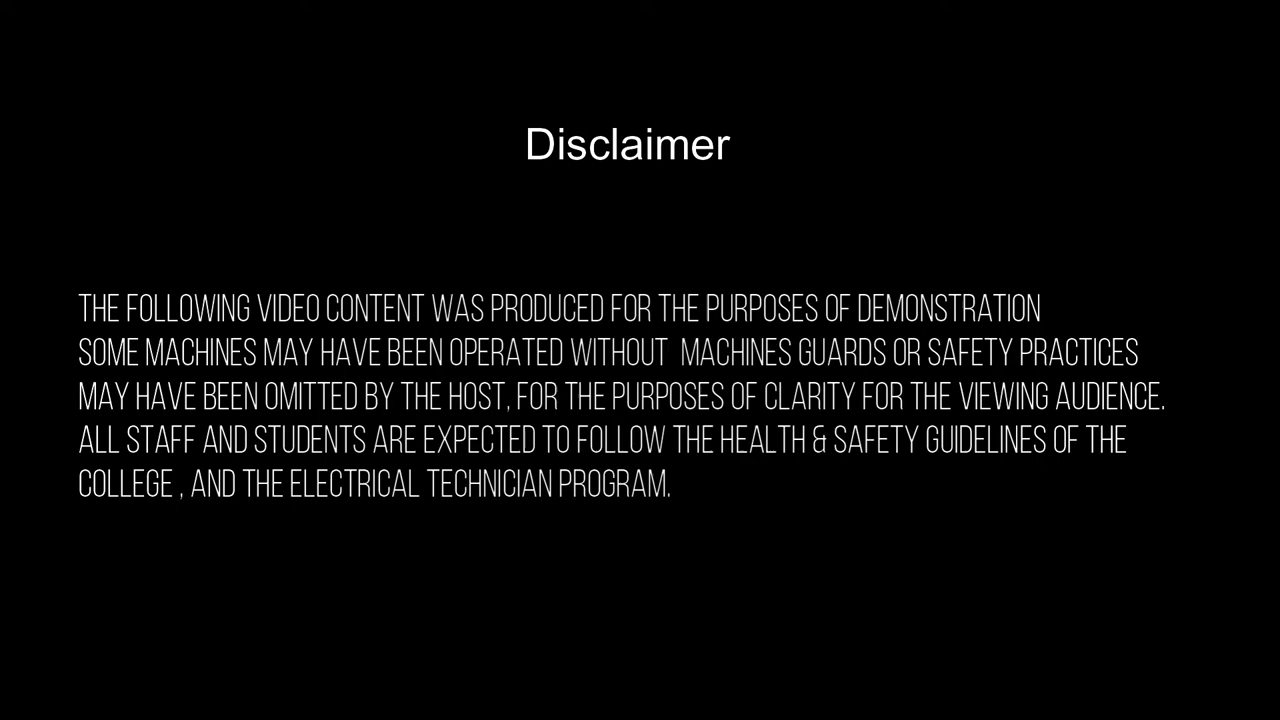 Disclaimer
THE FOLLOWING VIDEO CONTENT WAS PRODUCED FOR THE PURPOSES OF DEMONSTRATION
SOME MACHINES MAY HAVE BEEN OPERATED WITHOUT  MACHINES GUARDS OR SAFETY PRACTICES
MAY HAVE BEEN OMITTED BY THE HOST, FOR THE PURPOSES OF CLARITY FOR THE VIEWING AUDIENCE.
ALL STAFF AND STUDENTS ARE EXPECTED TO FOLLOW THE HEALTH & SAFETY GUIDELINES OF THE
COLLEGE , AND THE ELECTRICAL TECHNICIAN PROGRAM.